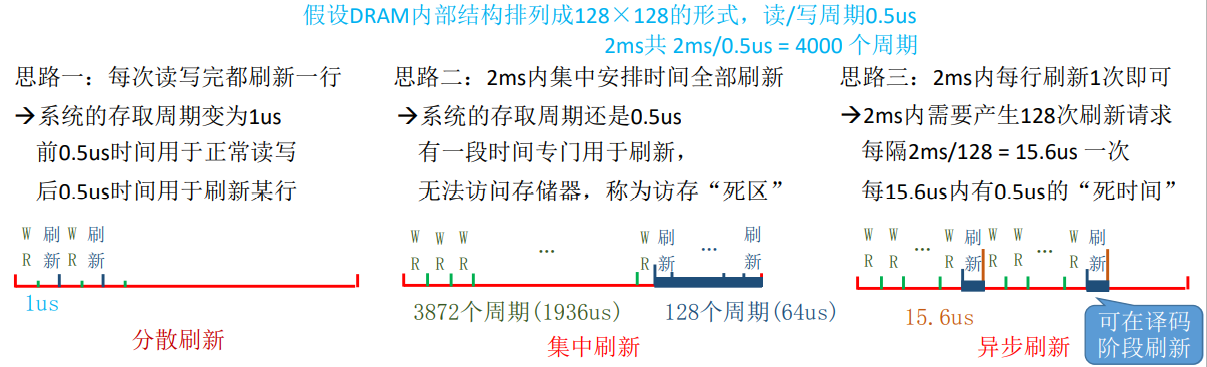 假设DRAM内部结构排列成128×128的形式，读/写周期0.5us
2ms共 2ms/0.5us = 4000 个周期
思路一：每次读写完都刷新一行
→系统的存取周期变为1us
前0.5us时间用于正常读写
后0.5us时间用于刷新某行
W 刷 W 刷
R 新 R 新
1us
分散刷新
思路二：2ms内集中安排时间全部刷新
→系统的存取周期还是0.5us
有一段时间专门用于刷新，
无法访问存储器，称为访存“死区”
W W W ... W 刷 ... 刷
R R R R 新 新
3872个周期(1936us) 128个周期(64us)
集中刷新
思路三：2ms内每行刷新1次即可
→2ms内需要产生128次刷新请求
每隔2ms/128 = 15.6us 一次
每15.6us内有0.5us的“死时间”
W W ... 刷 W W ... 刷
R R 新 R R 新
15.6us
异步刷新
可在译码
阶段刷新